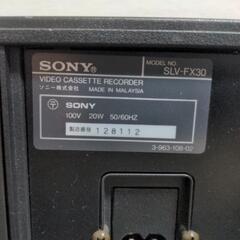 SONY® MODEL NO. SLV-FX30
VIDEO CASSETTE RECORDER
ソニー株式会社 MADE IN MALAYSIA
SONY
100V 20W 50/60HZ
製造番号 128112
3-963-108-02